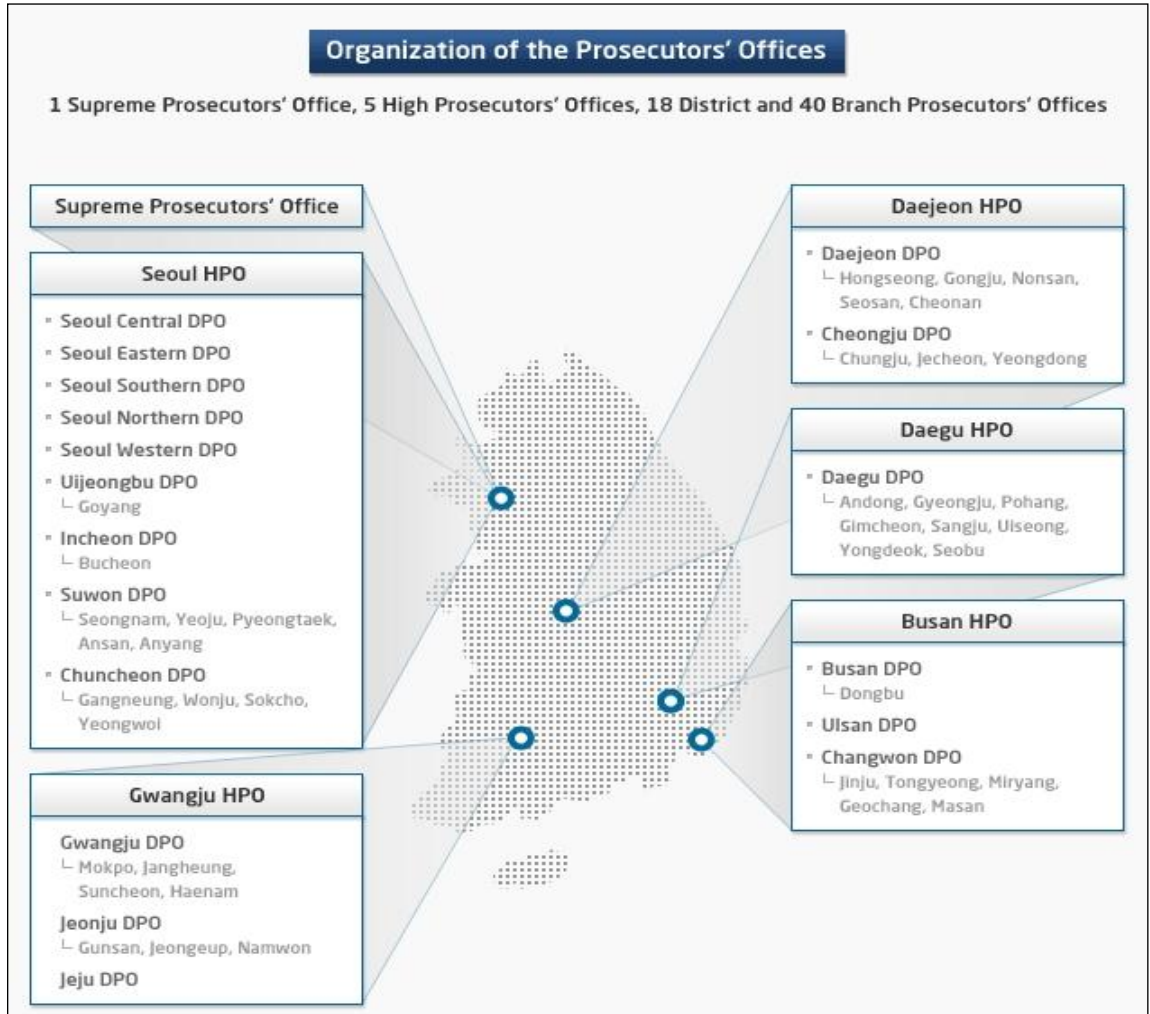 Organization of the Prosecutors' Offices
1 Supreme Prosecutors' Office, 5 High Prosecutors' Offices, 18 District and 40 Branch Prosecutors' Offices
Supreme Prosecutors' Office
Seoul HPO
Seoul Central DPO
Seoul Eastern DPO
Seoul Southern DPO
Seoul Northern DPO
Seoul Western DPO
Uijeongbu DPO
Goyang
Incheon DPO
Bucheon
Suwon DPO
Seongnam, Yeoju, Pyeongtaek,
Ansan, Anyang
Chuncheon DPO
Gangneung, Wonju, Sokcho,
Yeongwol
Gwangju HPO
Gwangju DPO
Mokpo, Jangheung,
Suncheon, Haenam
Jeonju DPO
Gunsan, Jeongeup, Namwon
Jeju DPO
Daejeon HPO
Daejeon DPO
Hongseong, Gongju, Nonsan,
Seosan, Cheonan
Cheongju DPO
Chungju, Jecheon, Yeongdong
Daegu HPO
Daegu DPO
Andong, Gyeongju, Pohang,
Gimcheon, Sangju, Uiseong,
Yongdeok, Seobu
Busan HPO
Busan DPO
Dongbu
Ulsan DPO
Changwon DPO
Jinju, Tongyeong, Miryang,
Geochang, Masan